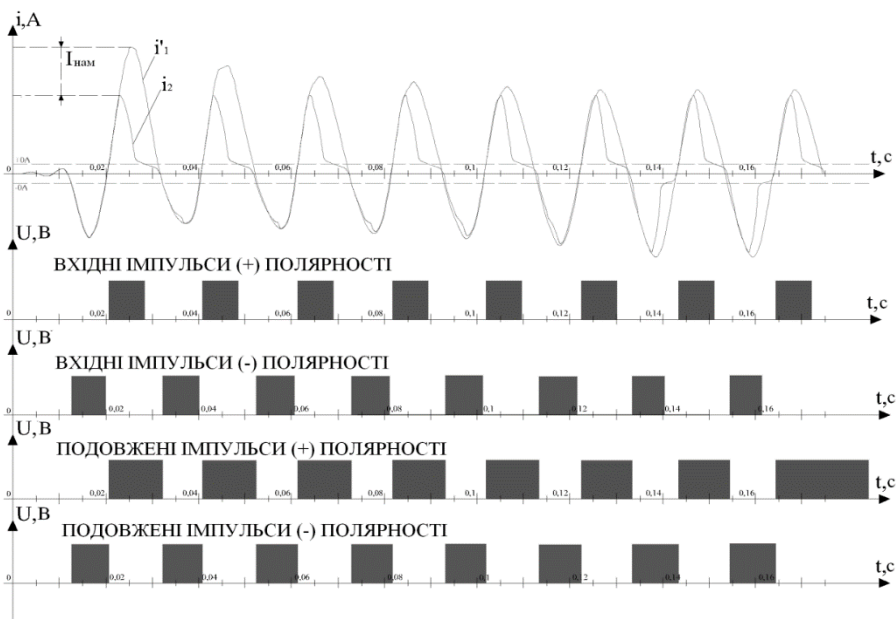 i,A
i'1
Iнам
i2
+0A
0 0,02 0,04 0,06 0,08 0,1 0,12 0,14 0,16 t,c
-0A
U,B
ВХІДНІ ІМПУЛЬСИ (+) ПОЛЯРНОСТІ
0 0,02 0,04 0,06 0,08 0,1 0,12 0,14 0,16 t,c
U,B
ВХІДНІ ІМПУЛЬСИ (-) ПОЛЯРНОСТІ
0 0,02 0,04 0,06 0,08 0,1 0,12 0,14 0,16 t,c
U,B
ПОДОВЖЕНІ ІМПУЛЬСИ (+) ПОЛЯРНОСТІ
0 0,02 0,04 0,06 0,08 0,1 0,12 0,14 0,16 t,c
U,B
ПОДОВЖЕНІ ІМПУЛЬСИ (-) ПОЛЯРНОСТІ
0 0,02 0,04 0,06 0,08 0,1 0,12 0,14 0,16 t,c